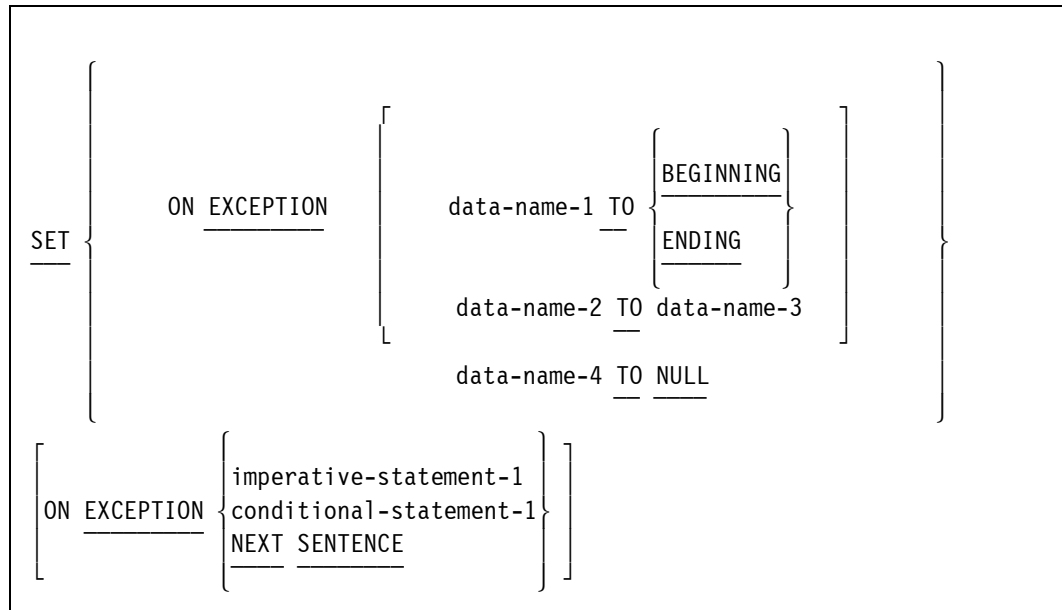 BEGINNING
SET ON EXCEPTION data-name-1 TO
ENDING
data-name-2 TO data-name-3
data-name-4 TO NULL
imperative-statement-1
ON EXCEPTION conditional-statement-1
NEXT SENTENCE